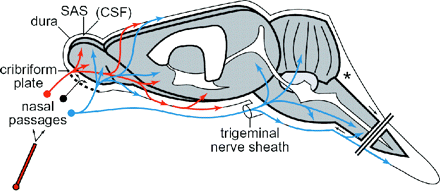 SAS (CSF)
dura
cribriform
plate
nasal
passages
trigeminal
nerve sheath
*